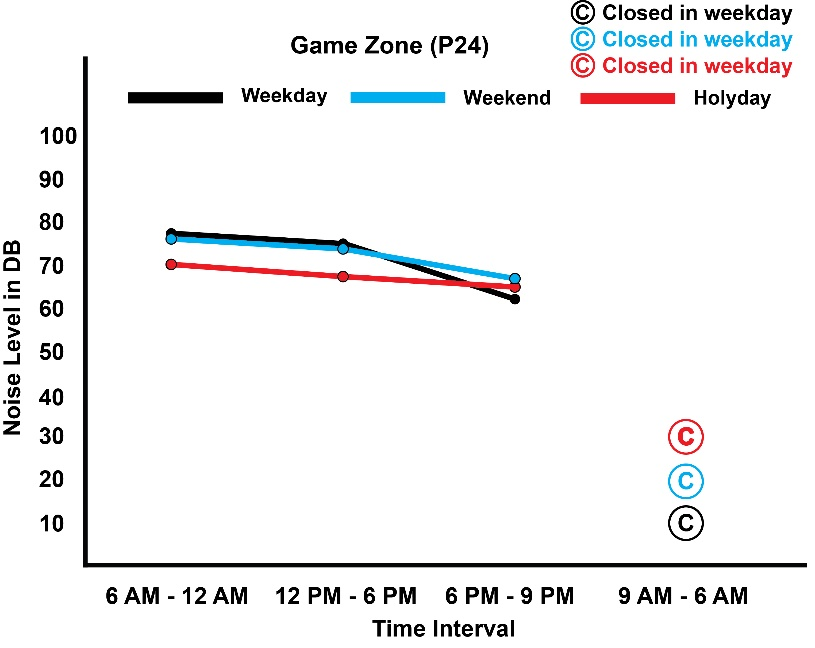 © Closed in weekday
© Closed in weekday
© Closed in weekday
Game Zone (P24)
Weekday Weekend Holyday
100
90
80
70
60
50
40
30
20
10
Noise Level in DB
C
C
C
6 AM - 12 AM 12 PM - 6 PM 6 PM - 9 PM 9 AM - 6 AM
Time Interval